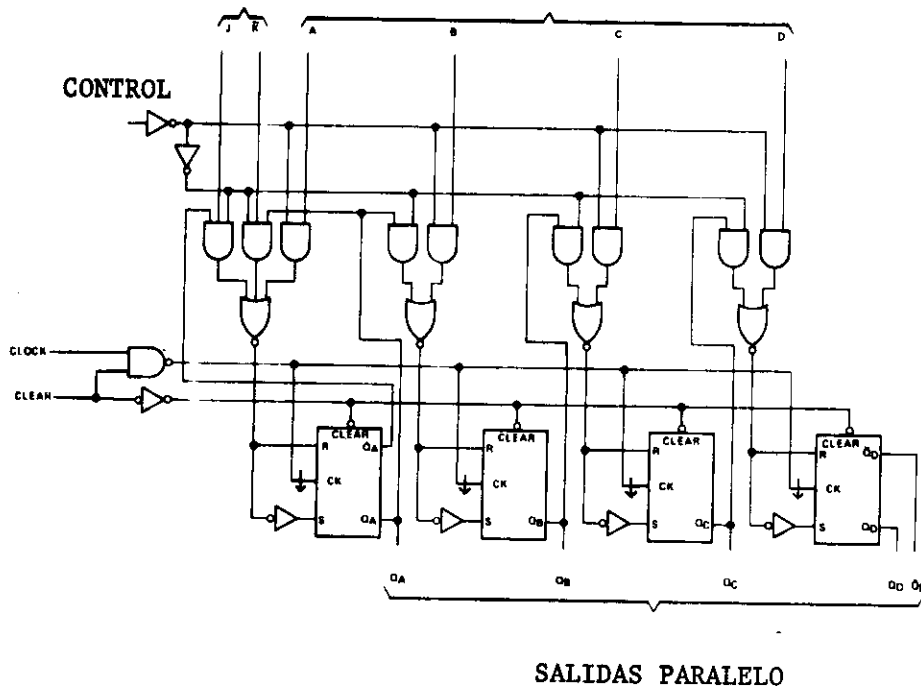 J K̄ A B C D
CONTROL
CLOCK
CLEAR
CLEAR CLEAR CLEAR CLEAR
R Q̄A R R R Q̄D
CK CK CK CK
S QA S QB S QC S QD
QA QB QC QD
SALIDAS PARALELO